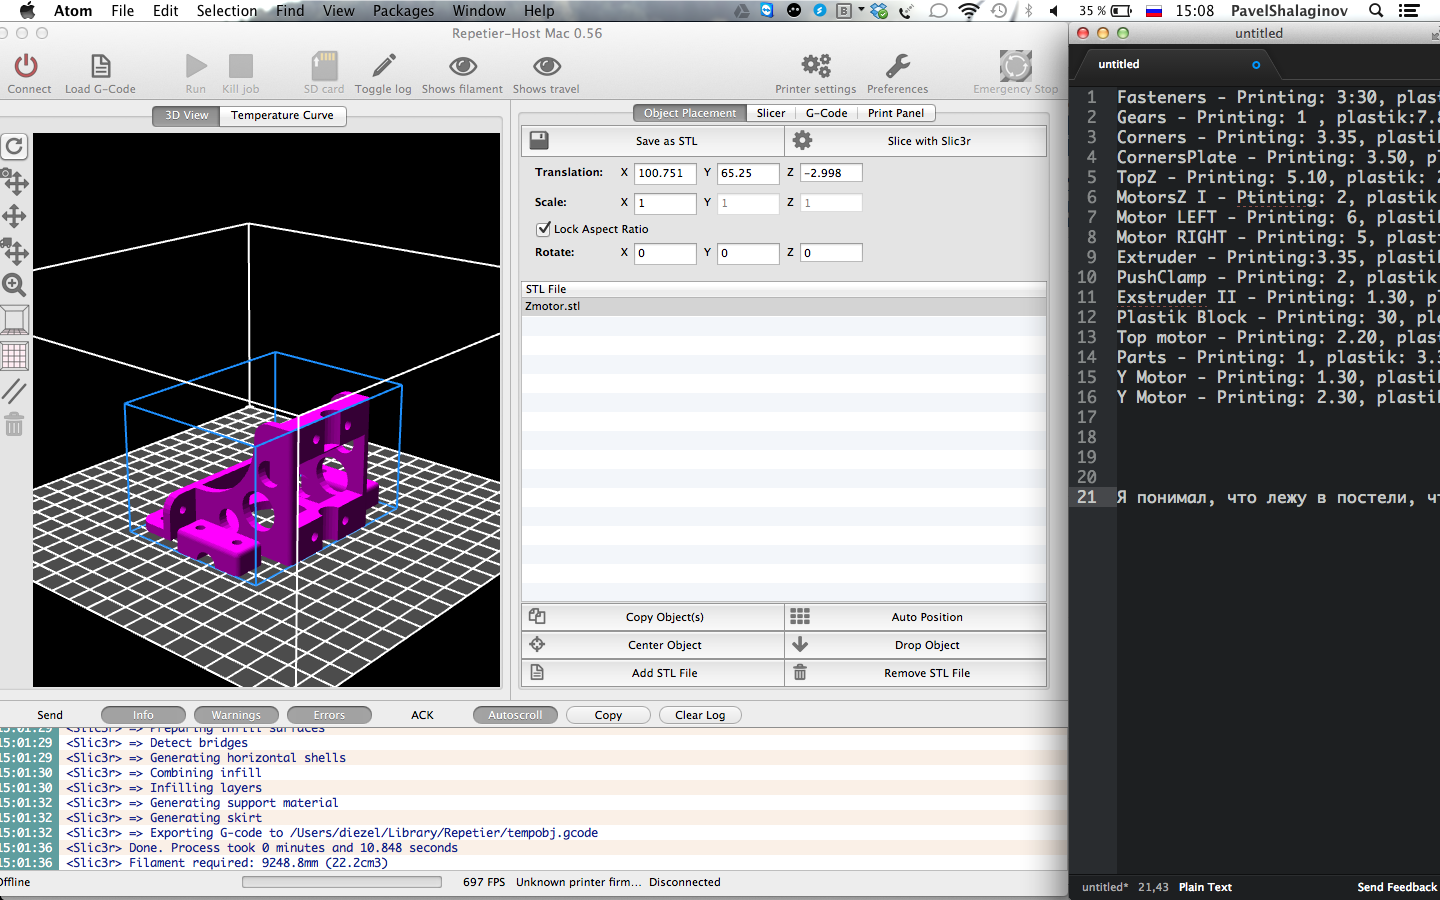 Atom File Edit Selection Find View Packages Window Help 35 % 15:08 PavelShalaginov
Repetier-Host Mac 0.56
Connect Load G-Code Run Kill job SD card Toggle log Shows filament Shows travel Printer settings Preferences Emergency Stop
3D View Temperature Curve
Object Placement Slicer G-Code Print Panel
Save as STL Slice with Slic3r
Translation: X 100.751 Y 65.25 Z -2.998
Scale: X 1 Y 1 Z 1
Lock Aspect Ratio
Rotate: X 0 Y 0 Z 0
STL File
Zmotor.stl
Copy Object(s) Auto Position
Center Object Drop Object
Add STL File Remove STL File
Send Info Warnings Errors ACK Autoscroll Copy Clear Log
15:01:29 <Slic3r> => Preparing infill surfaces
15:01:29 <Slic3r> => Detect bridges
15:01:29 <Slic3r> => Generating horizontal shells
15:01:30 <Slic3r> => Combining infill
15:01:30 <Slic3r> => Infilling layers
15:01:32 <Slic3r> => Generating support material
15:01:32 <Slic3r> => Generating skirt
15:01:32 <Slic3r> => Exporting G-code to /Users/diezel/Library/Repetier/tempobj.gcode
15:01:36 <Slic3r> Done. Process took 0 minutes and 10.848 seconds
15:01:36 <Slic3r> Filament required: 9248.8mm (22.2cm3)
Offline 697 FPS Unknown printer firm... Disconnected
untitled
untitled
1 Fasteners - Printing: 3:30, plast
2 Gears - Printing: 1 , plastik:7.8
3 Corners - Printing: 3.35, plastik
4 CornersPlate - Printing: 3.50, pl
5 TopZ - Printing: 5.10, plastik: 2
6 MotorsZ I - Ptinting: 2, plastik
7 Motor LEFT - Printing: 6, plastik
8 Motor RIGHT - Printing: 5, plasti
9 Extruder - Printing:3.35, plastik
10 PushClamp - Printing: 2, plastik
11 Exstruder II - Printing: 1.30, pl
12 Plastik Block - Printing: 30, pla
13 Top motor - Printing: 2.20, plast
14 Parts - Printing: 1, plastik: 3.3
15 Y Motor - Printing: 1.30, plastik
16 Y Motor - Printing: 2.30, plastik
17
18
19
20
21 Я понимал, что лежу в постели, чт
untitled* 21,43 Plain Text Send Feedback